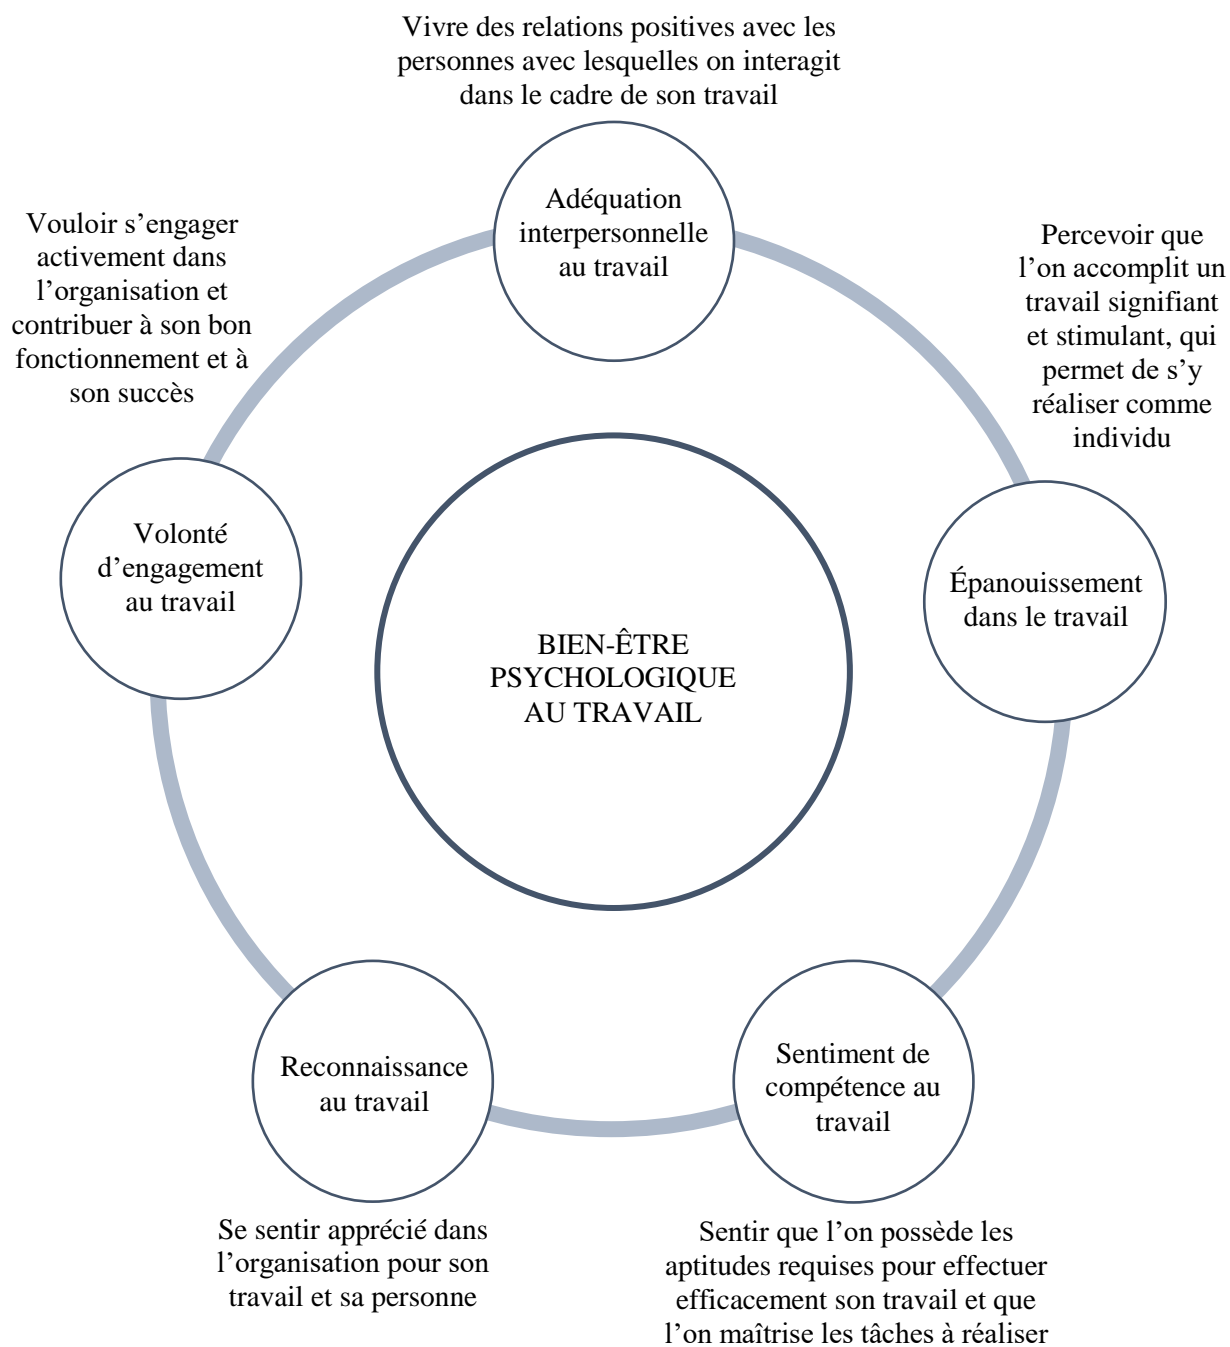 Vivre des relations positives avec les
personnes avec lesquelles on interagit
dans le cadre de son travail
Adéquation
interpersonnelle
au travail
Percevoir que
l’on accomplit un
travail signifiant
et stimulant, qui
permet de s’y
réaliser comme
individu
Épanouissement
dans le travail
Sentiment de
compétence au
travail
Sentir que l’on possède les
aptitudes requises pour effectuer
efficacement son travail et que
l’on maîtrise les tâches à réaliser
Reconnaissance
au travail
Se sentir apprécié dans
l’organisation pour son
travail et sa personne
Vouloir s’engager
activement dans
l’organisation et
contribuer à son bon
fonctionnement et à
son succès
Volonté
d’engagement
au travail
BIEN-ÊTRE
PSYCHOLOGIQUE
AU TRAVAIL